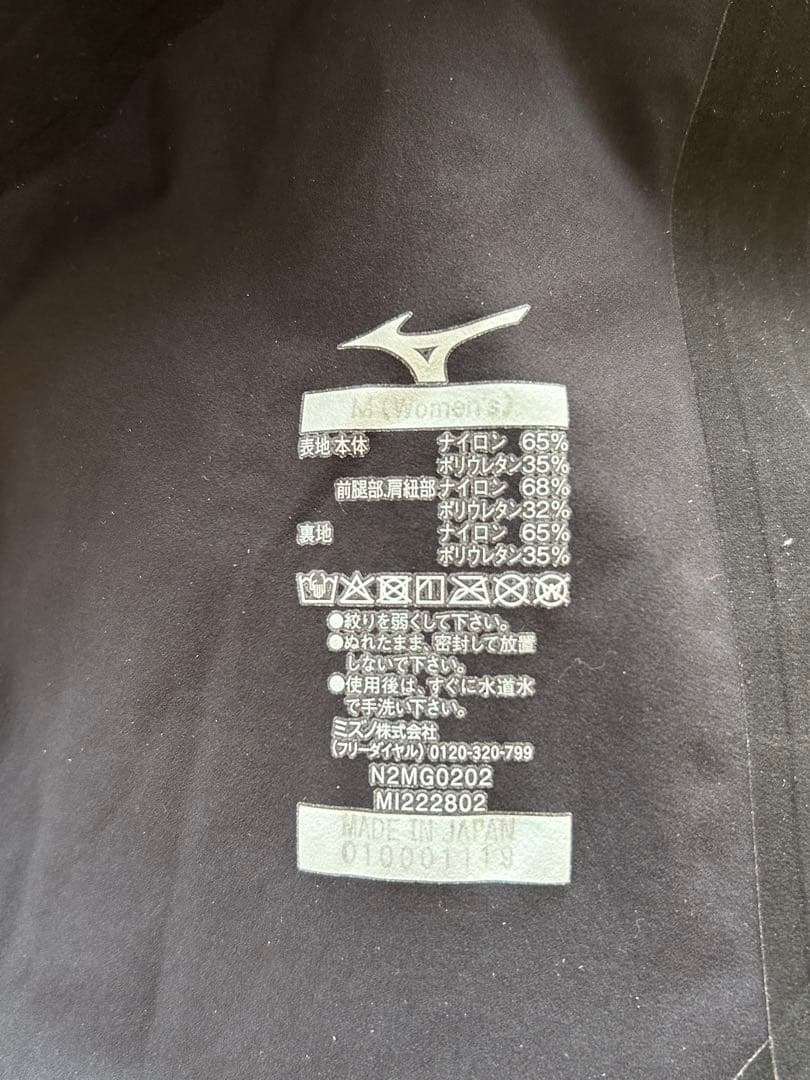 M (Women's)
表地 本体 ナイロン 65%
ポリウレタン35%
前腿部、肩紐部 ナイロン 68%
ポリウレタン32%
裏地 ナイロン 65%
ポリウレタン35%
●絞りを弱くして下さい。
●ぬれたまま、密封して放置
しないで下さい。
●使用後は、すぐに水道水
で手洗い下さい。
ミズノ株式会社
(フリーダイヤル) 0120-320-799
N2MG0202
MI222802
MADE IN JAPAN
010001119